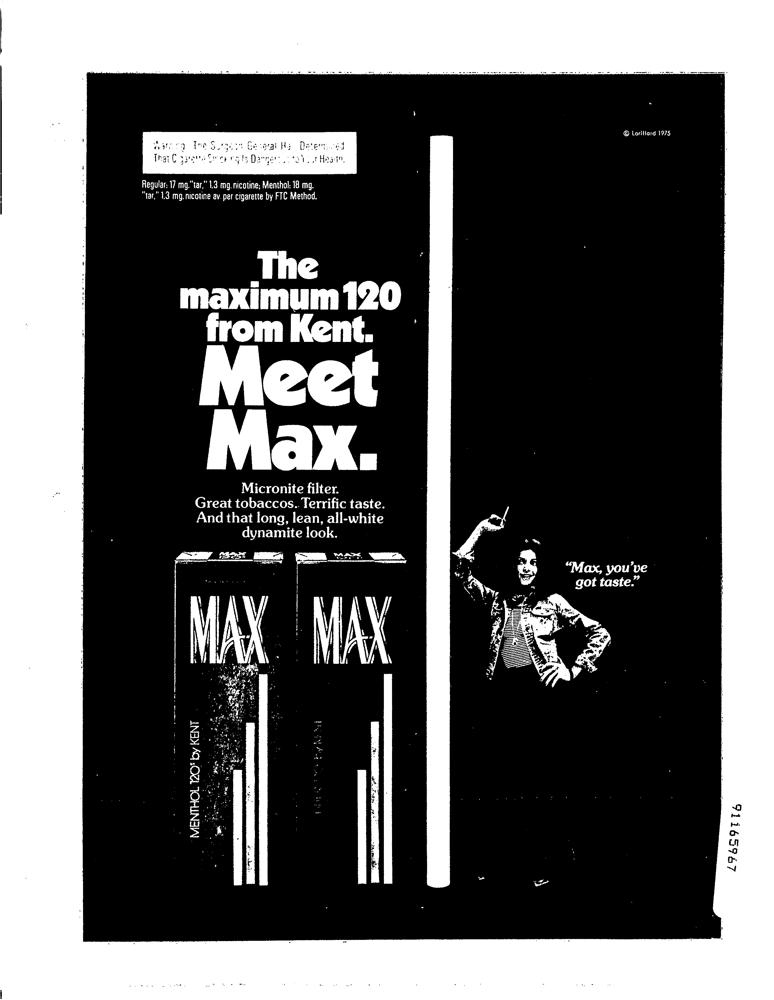 © Lorillard 1975
Warning: The Surgeon General Has Determined
That Cigarette Smoking Is Dangerous to Your Health.
Regular: 17 mg. "tar," 1.3 mg. nicotine; Menthol: 18 mg.
"tar," 1.3 mg. nicotine av. per cigarette by FTC Method.
The
maximum 120
from Kent.
Meet
Max.
Micronite filter.
Great tobaccos. Terrific taste.
And that long, lean, all-white
dynamite look.
"Max, you've
got taste."
MAX
MAX
MAX
MAX
MENTHOL 120's by KENT
91165967